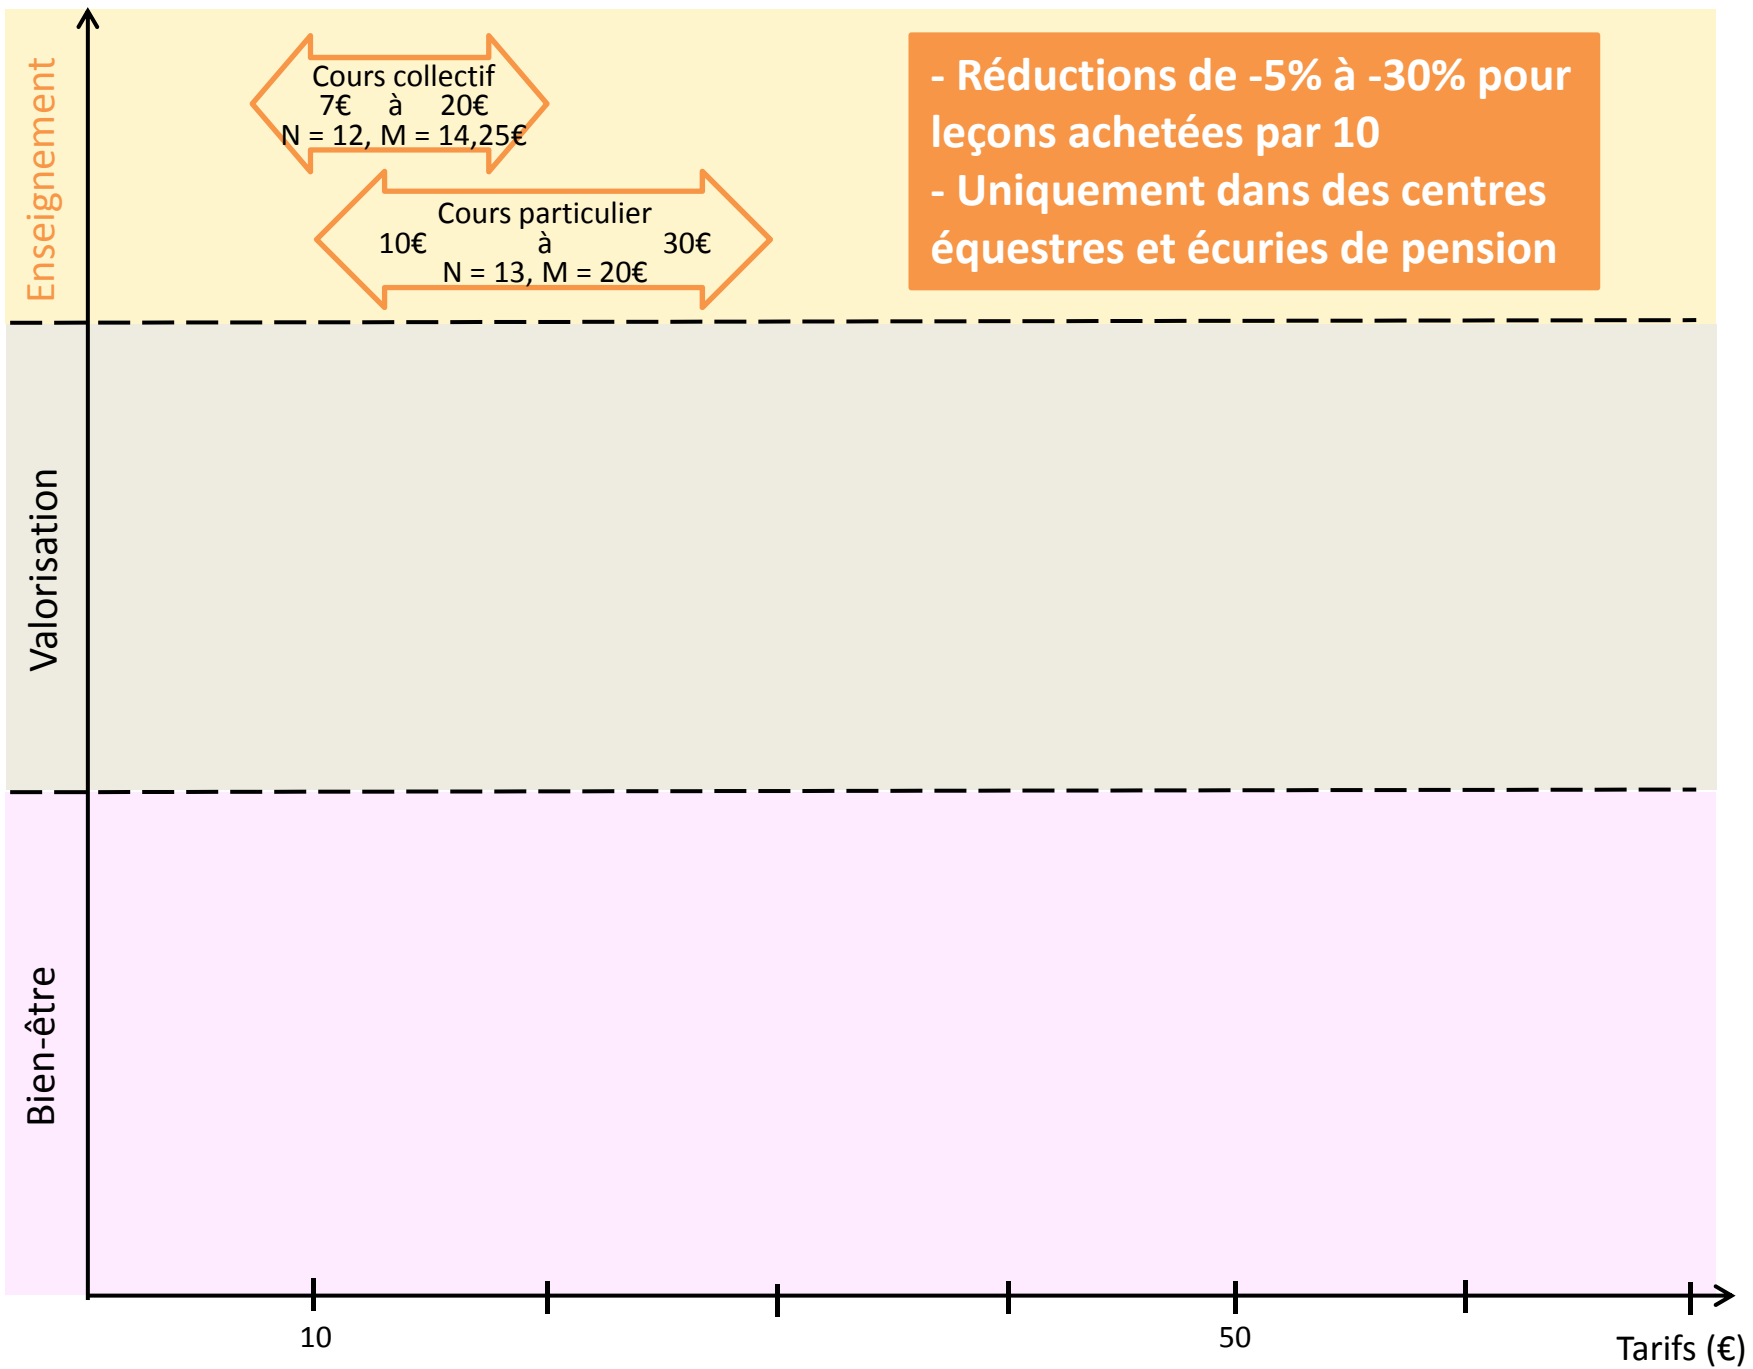 Enseignement
Cours collectif
7€ à 20€
N = 12, M = 14,25€
Cours particulier
10€ à 30€
N = 13, M = 20€
- Réductions de -5% à -30% pour
leçons achetées par 10
- Uniquement dans des centres
équestres et écuries de pension
Valorisation
Bien-être
10
50
Tarifs (€)